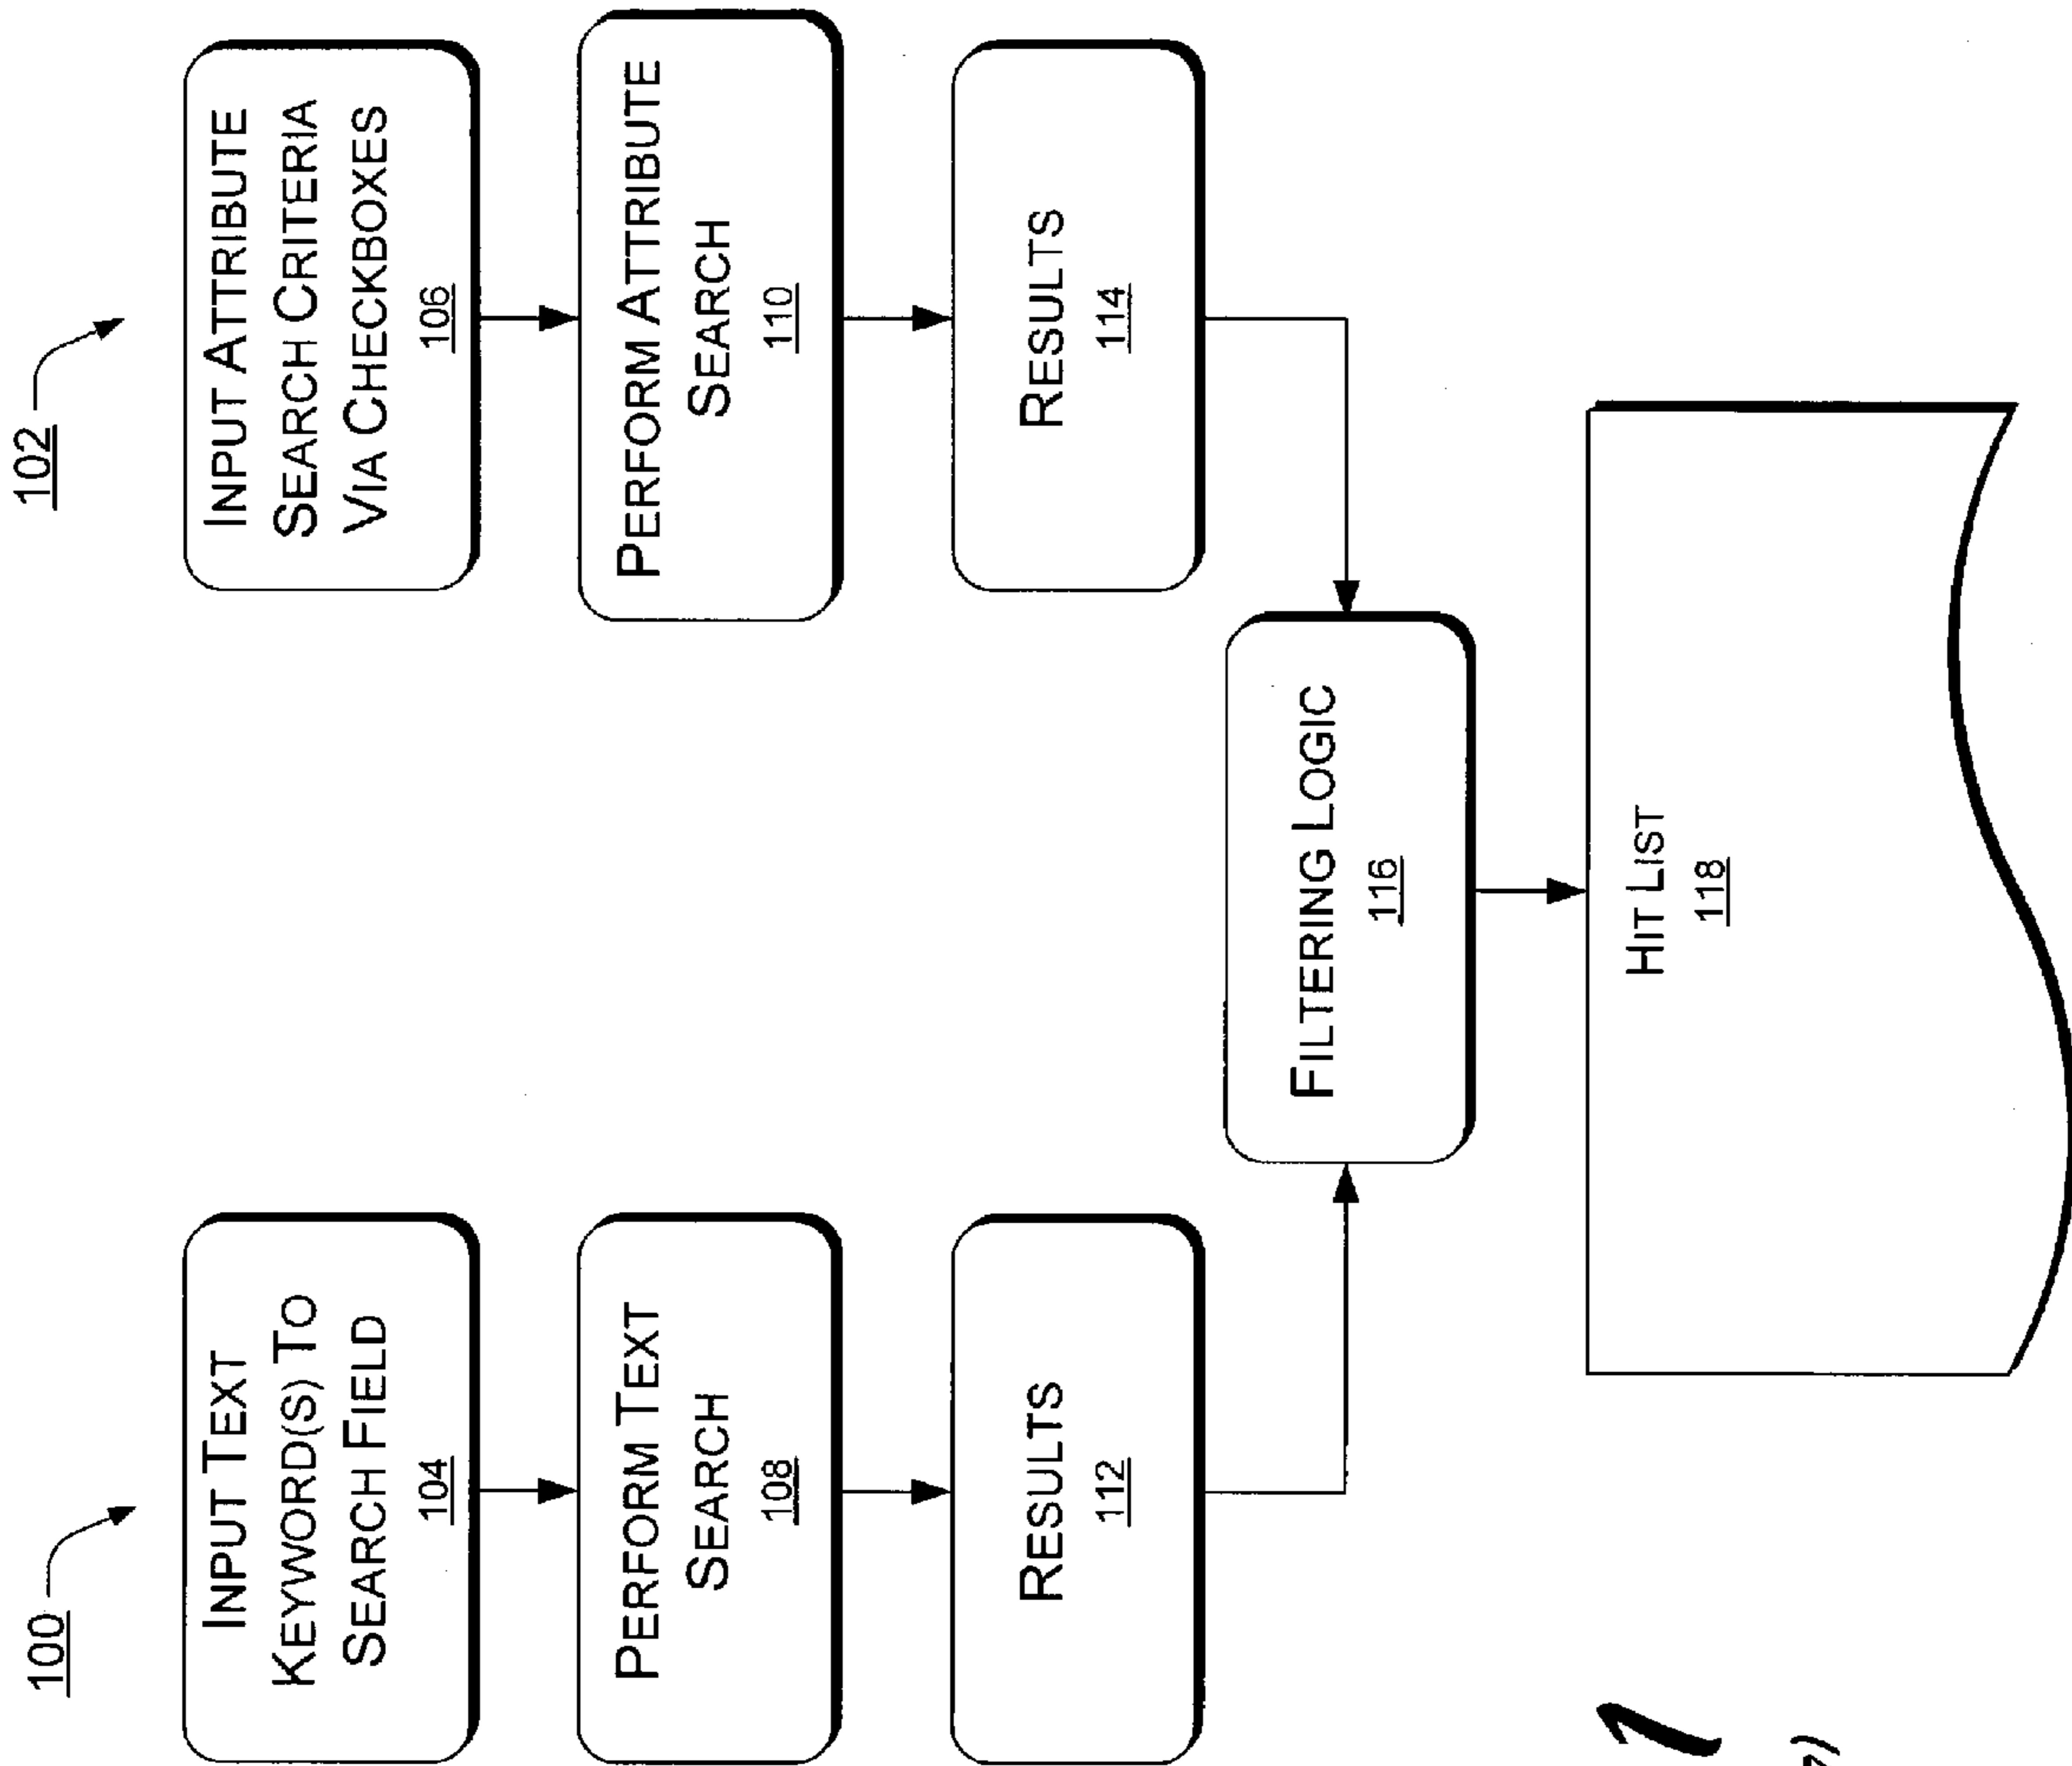 100
INPUT TEXT
KEYWORD(S) TO
SEARCH FIELD
104
PERFORM TEXT
SEARCH
108
RESULTS
112
102
INPUT ATTRIBUTE
SEARCH CRITERIA
VIA CHECKBOXES
106
PERFORM ATTRIBUTE
SEARCH
110
RESULTS
114
FILTERING LOGIC
116
HIT LIST
118
1